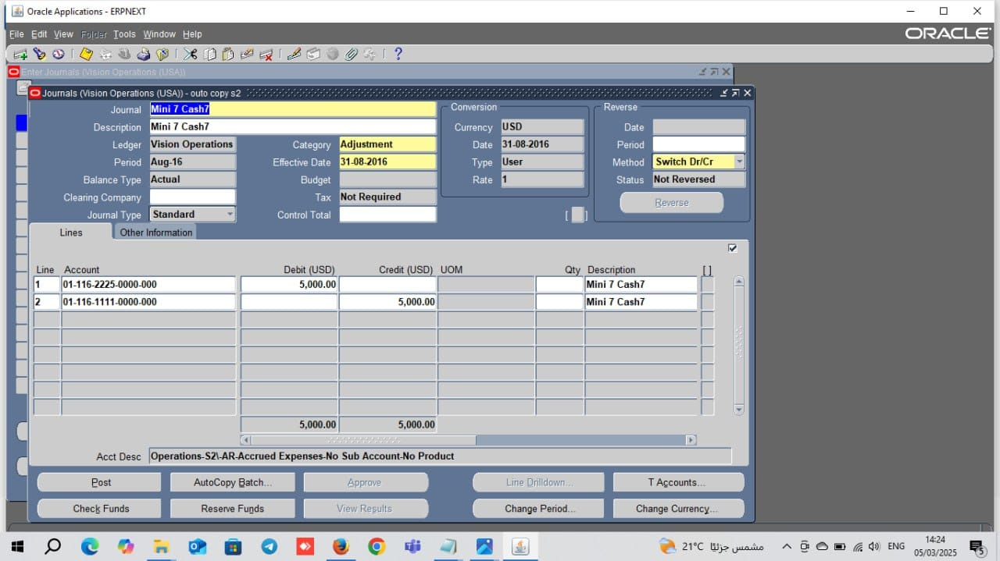 Oracle Applications - ERPNEXT
File Edit View Folder Tools Window Help
ORACLE
Enter Journals (Vision Operations (USA))
Journals (Vision Operations (USA)) - outo copy s2
Journal Mini 7 Cash7
Description Mini 7 Cash7
Ledger Vision Operations Category Adjustment
Period Aug-16 Effective Date 31-08-2016
Balance Type Actual Budget
Clearing Company Tax Not Required
Journal Type Standard Control Total
Conversion
Currency USD
Date 31-08-2016
Type User
Rate 1
Reverse
Date
Period
Method Switch Dr/Cr
Status Not Reversed
Reverse
[ ]
Lines Other Information
Line Account Debit (USD) Credit (USD) UOM Qty Description [ ]
1 01-116-2225-0000-000 5,000.00 Mini 7 Cash7
2 01-116-1111-0000-000 5,000.00 Mini 7 Cash7
5,000.00 5,000.00
Acct Desc Operations-S2\AR-Accrued Expenses-No Sub Account-No Product
Post AutoCopy Batch... Approve Line Drilldown... T Accounts...
Check Funds Reserve Funds View Results Change Period... Change Currency...
21°C مشمس جزئيًا ENG 14:24
05/03/2025
5